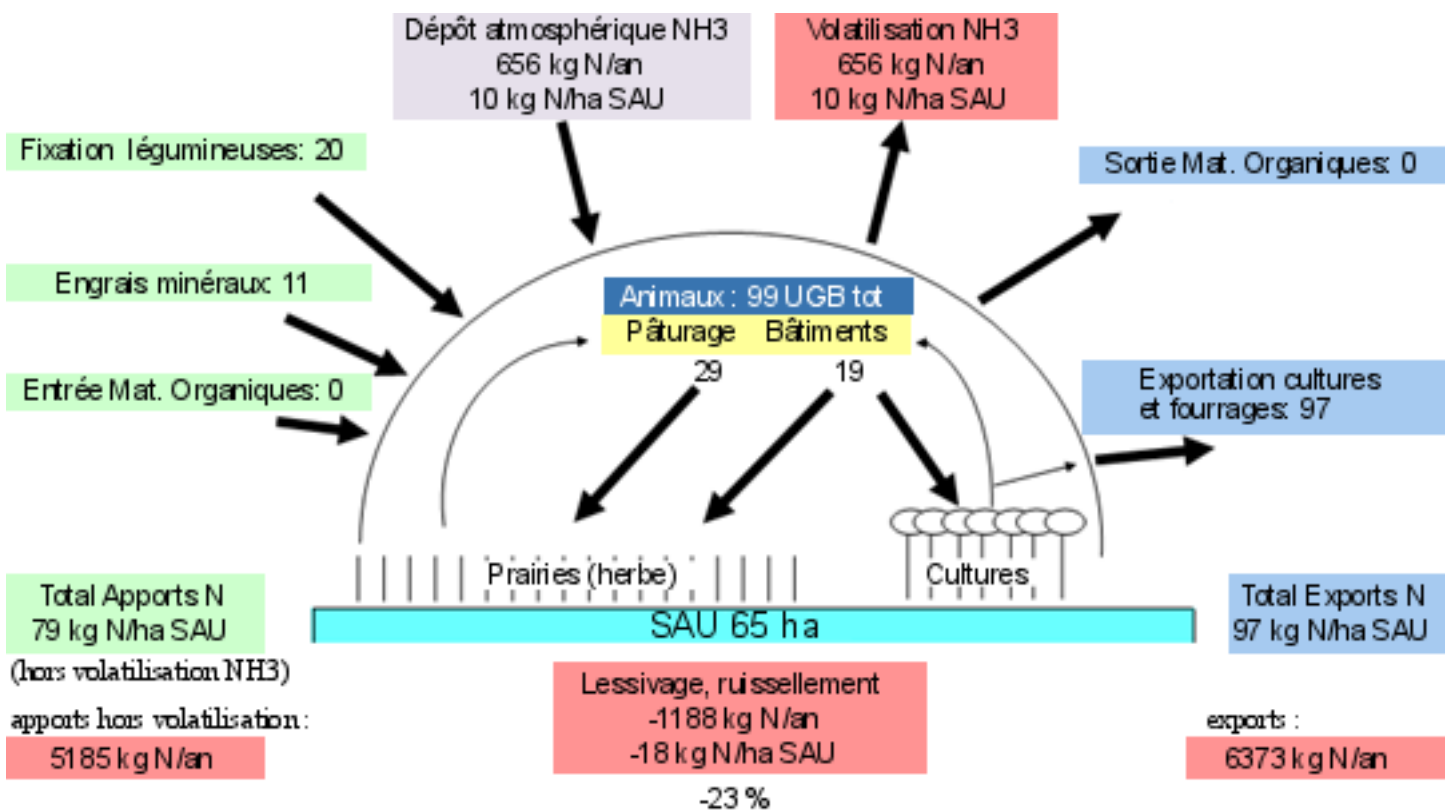 Dépôt atmosphérique NH3
656 kg N/an
10 kg N/ha SAU
Volatilisation NH3
656 kg N/an
10 kg N/ha SAU
Fixation légumineuses: 20
Sortie Mat. Organiques: 0
Engrais minéraux: 11
Animaux : 99 UGB tot
Pâturage Bâtiments
29 19
Entrée Mat. Organiques: 0
Exportation cultures
et fourrages: 97
Prairies (herbe)
Cultures
Total Apports N
79 kg N/ha SAU
(hors volatilisation NH3)
SAU 65 ha
Total Exports N
97 kg N/ha SAU
Lessivage, ruissellement
-1188 kg N/an
-18 kg N/ha SAU
-23 %
apports hors volatilisation :
5185 kg N/an
exports :
6373 kg N/an